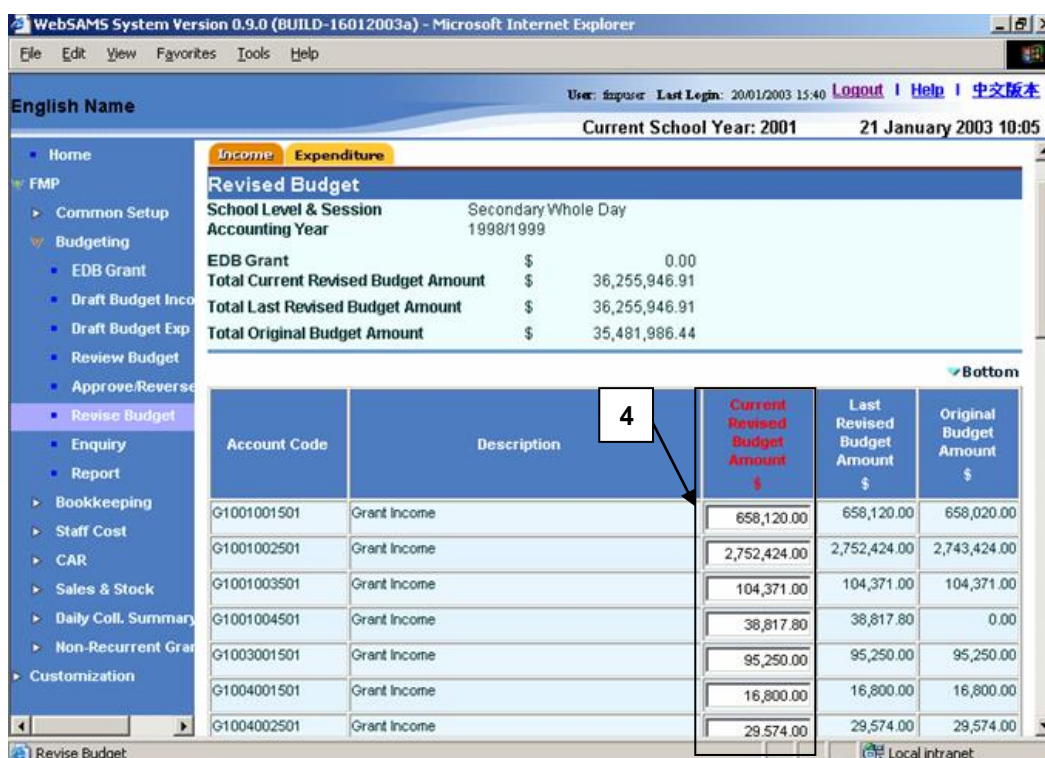 WebSAMS System Version 0.9.0 (BUILD-16012003a) - Microsoft Internet Explorer
File Edit View Favorites Tools Help
English Name
User: fmpuser Last Login: 20/01/2003 15:40 Logout | Help | 中文版本
Current School Year: 2001 21 January 2003 10:05
Home
FMP
Common Setup
Budgeting
EDB Grant
Draft Budget Inco
Draft Budget Exp
Review Budget
Approve/Reverse
Revise Budget
Enquiry
Report
Bookkeeping
Staff Cost
CAR
Sales & Stock
Daily Coll. Summary
Non-Recurrent Gran
Customization
Income Expenditure
Revised Budget
School Level & Session Secondary Whole Day
Accounting Year 1998/1999
EDB Grant $ 0.00
Total Current Revised Budget Amount $ 36,255,946.91
Total Last Revised Budget Amount $ 36,255,946.91
Total Original Budget Amount $ 35,481,986.44
Bottom
4
Account Code
Description
Current
Revised
Budget
Amount
$
Last
Revised
Budget
Amount
$
Original
Budget
Amount
$
G1001001501 Grant Income 658,120.00 658,120.00 658,020.00
G1001002501 Grant Income 2,752,424.00 2,752,424.00 2,743,424.00
G1001003501 Grant Income 104,371.00 104,371.00 104,371.00
G1001004501 Grant Income 38,817.80 38,817.80 0.00
G1003001501 Grant Income 95,250.00 95,250.00 95,250.00
G1004001501 Grant Income 16,800.00 16,800.00 16,800.00
G1004002501 Grant Income 29,574.00 29,574.00 29,574.00
Revise Budget
Local intranet